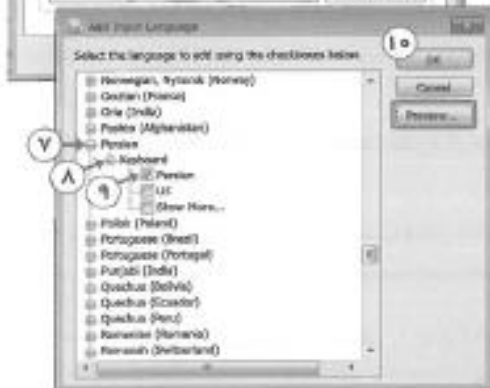 Add Input Language
Select the language to add using the checkboxes below
۱۰
OK
Cancel
Preview...
Norwegian, Nynorsk (Norway)
Occitan (France)
Oria (India)
Pashto (Afghanistan)
۷
Persian
۸
Keyboard
۹
Persian
US
Show More...
Polish (Poland)
Portuguese (Brazil)
Portuguese (Portugal)
Punjabi (India)
Quechua (Bolivia)
Quechua (Ecuador)
Quechua (Peru)
Romanian (Romania)
Romansh (Switzerland)